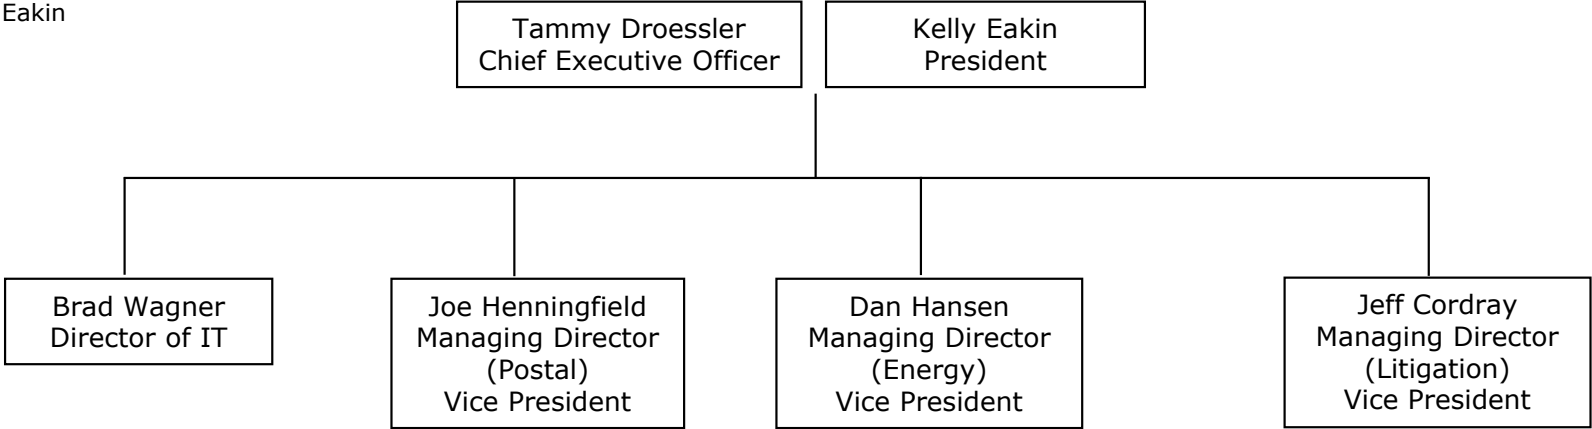 Eakin
Tammy Droessler
Chief Executive Officer
Kelly Eakin
President
Brad Wagner
Director of IT
Joe Henningfield
Managing Director
(Postal)
Vice President
Dan Hansen
Managing Director
(Energy)
Vice President
Jeff Cordray
Managing Director
(Litigation)
Vice President